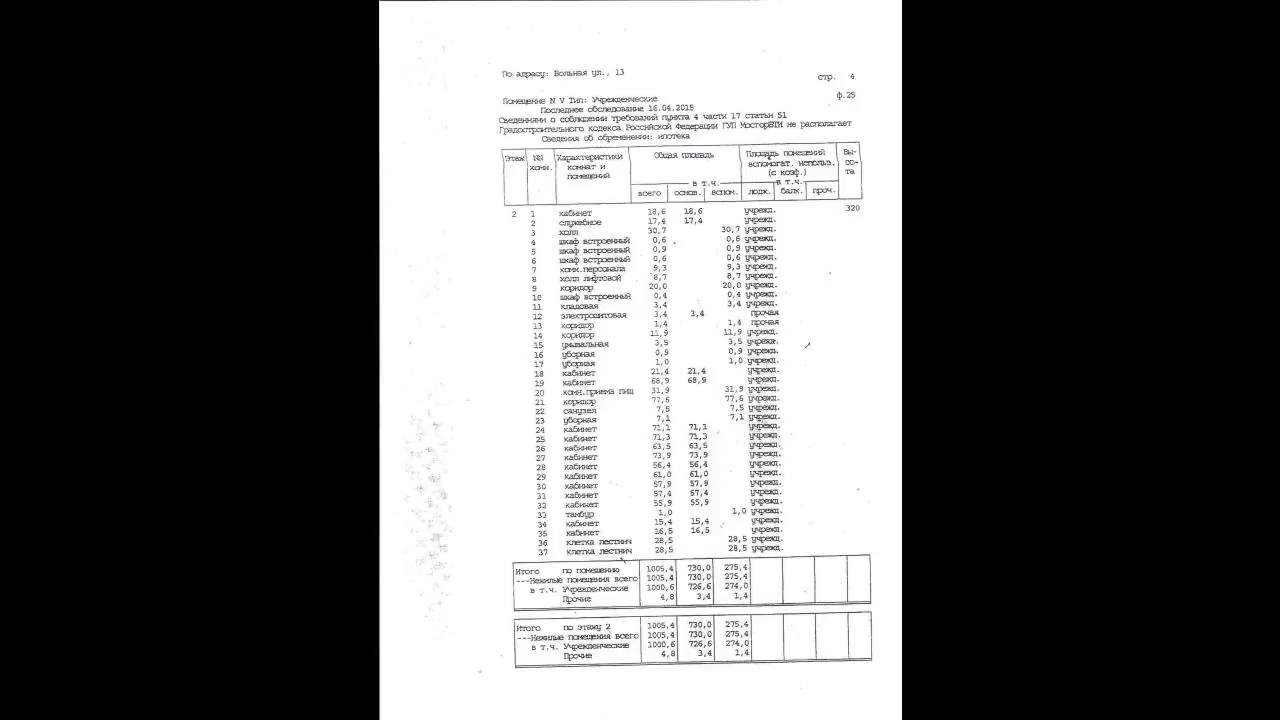 По адресу: Вольная ул., 13
стр. 4
ф.25
Помещение N V Тип: Учрежденческие
Последнее обследование 16.04.2015
Сведениями о соблюдении требований пункта 4 части 17 статьи 51
Градостроительного кодекса Российской Федерации ГУП МосгорБТИ не располагает
Сведения об обременении: ипотека
Этаж NN комн. Характеристики комнат и помещений Общая площадь Площадь помещений вспомогат. использ. (с коэф.) Вы-со-та
в т.ч. в т.ч.
всего основ. вспом. лодж. балк. проч.
2 1 кабинет 18,6 18,6 учрежд. 320
2 служебное 17,4 17,4 учрежд.
3 холл 30,7 30,7 учрежд.
4 шкаф встроенный 0,6 0,6 учрежд.
5 шкаф встроенный 0,9 0,9 учрежд.
6 шкаф встроенный 0,6 0,6 учрежд.
7 комн.персонала 9,3 9,3 учрежд.
8 холл лифтовой 8,7 8,7 учрежд.
9 коридор 20,0 20,0 учрежд.
10 шкаф встроенный 0,4 0,4 учрежд.
11 кладовая 3,4 3,4 учрежд.
12 электрощитовая 3,4 3,4 прочая
13 коридор 1,4 1,4 прочая
14 коридор 11,9 11,9 учрежд.
15 умывальная 3,5 3,5 учрежд.
16 уборная 0,9 0,9 учрежд.
17 уборная 1,0 1,0 учрежд.
18 кабинет 21,4 21,4 учрежд.
19 кабинет 68,9 68,9 учрежд.
20 комн.приема пищ 31,9 31,9 учрежд.
21 коридор 77,6 77,6 учрежд.
22 санузел 7,5 7,5 учрежд.
23 уборная 7,1 7,1 учрежд.
24 кабинет 71,1 71,1 учрежд.
25 кабинет 71,3 71,3 учрежд.
26 кабинет 63,5 63,5 учрежд.
27 кабинет 73,9 73,9 учрежд.
28 кабинет 56,4 56,4 учрежд.
29 кабинет 61,0 61,0 учрежд.
30 кабинет 57,9 57,9 учрежд.
31 кабинет 57,4 57,4 учрежд.
32 кабинет 55,9 55,9 учрежд.
33 тамбур 1,0 1,0 учрежд.
34 кабинет 15,4 15,4 учрежд.
35 кабинет 16,5 16,5 учрежд.
36 клетка лестнич 28,5 28,5 учрежд.
37 клетка лестнич 28,5 28,5 учрежд.
Итого по помещению 1005,4 730,0 275,4
---Нежилые помещения всего 1005,4 730,0 275,4
в т.ч. Учрежденческие 1000,6 726,6 274,0
Прочие 4,8 3,4 1,4
Итого по этажу 2 1005,4 730,0 275,4
---Нежилые помещения всего 1005,4 730,0 275,4
в т.ч. Учрежденческие 1000,6 726,6 274,0
Прочие 4,8 3,4 1,4